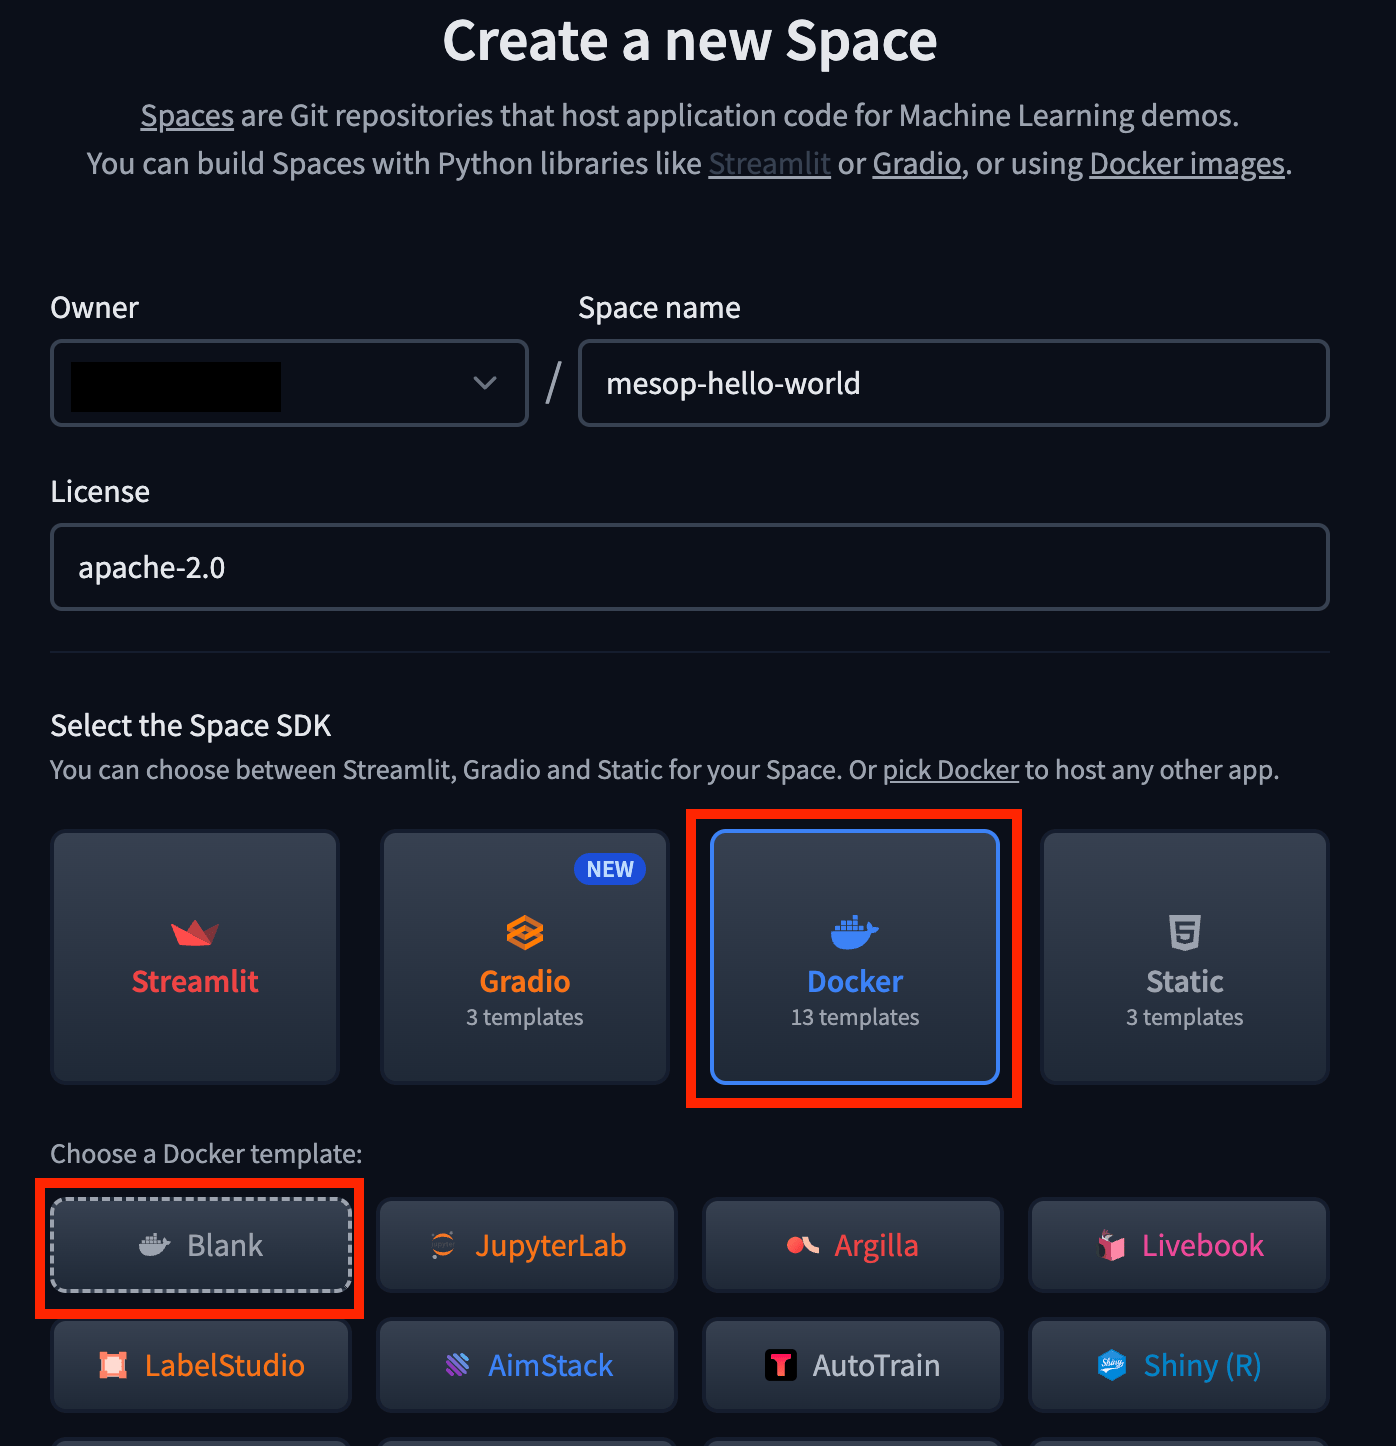 Create a new Space
Spaces are Git repositories that host application code for Machine Learning demos.
You can build Spaces with Python libraries like Streamlit or Gradio, or using Docker images.
Owner
Space name
/
mesop-hello-world
License
apache-2.0
Select the Space SDK
You can choose between Streamlit, Gradio and Static for your Space. Or pick Docker to host any other app.
NEW
Streamlit
Gradio
3 templates
Docker
13 templates
Static
3 templates
Choose a Docker template:
Blank
JupyterLab
Argilla
Livebook
LabelStudio
AimStack
AutoTrain
Shiny
Shiny (R)